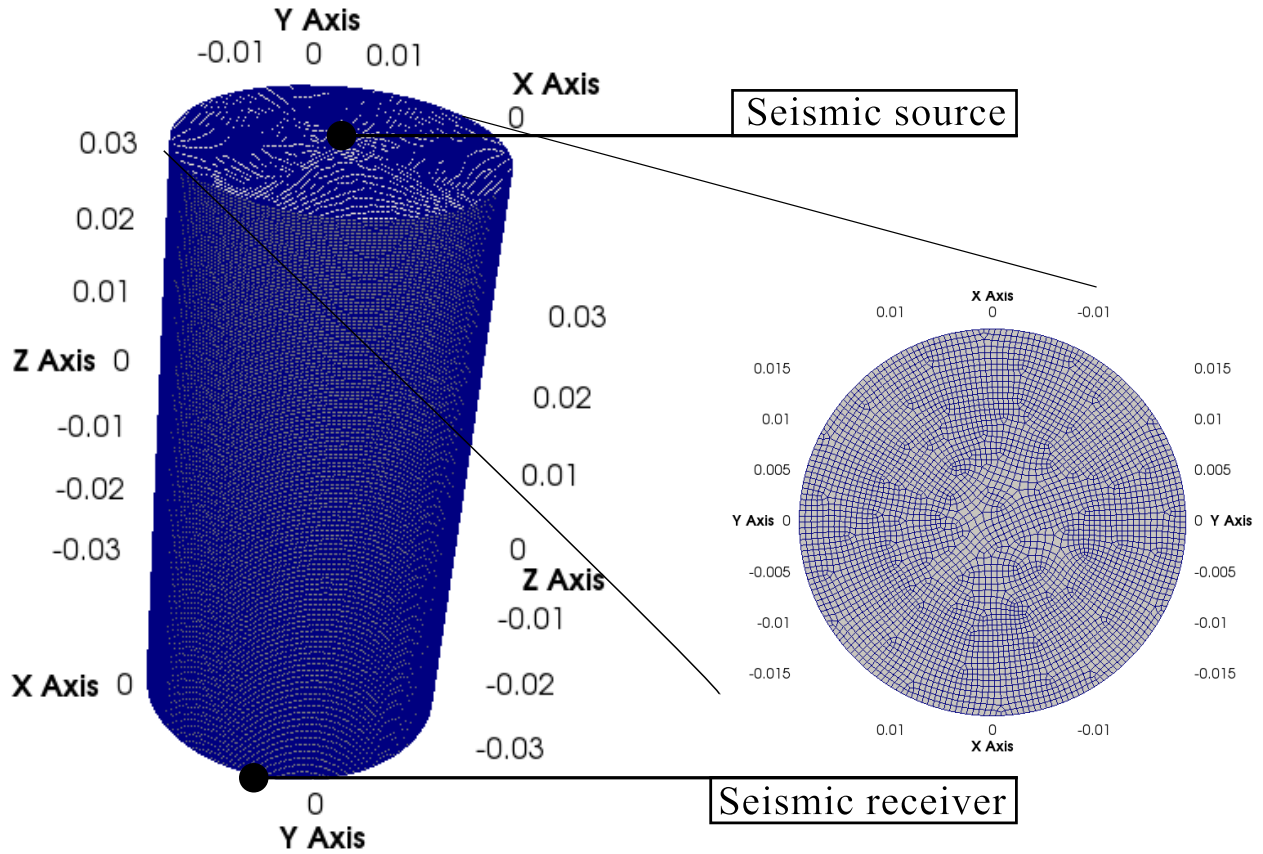 Y Axis
-0.01 0 0.01
X Axis
0
Seismic source
0.03
0.02
0.01
Z Axis 0
-0.01
-0.02
-0.03
X Axis 0
0.03
0.02
0.01
0
Z Axis
-0.01
-0.02
-0.03
0
Y Axis
Seismic receiver
X Axis
0.01 0 -0.01
0.015 0.015
0.01 0.01
0.005 0.005
Y Axis 0 0 Y Axis
-0.005 -0.005
-0.01 -0.01
-0.015 -0.015
0.01 0 -0.01
X Axis